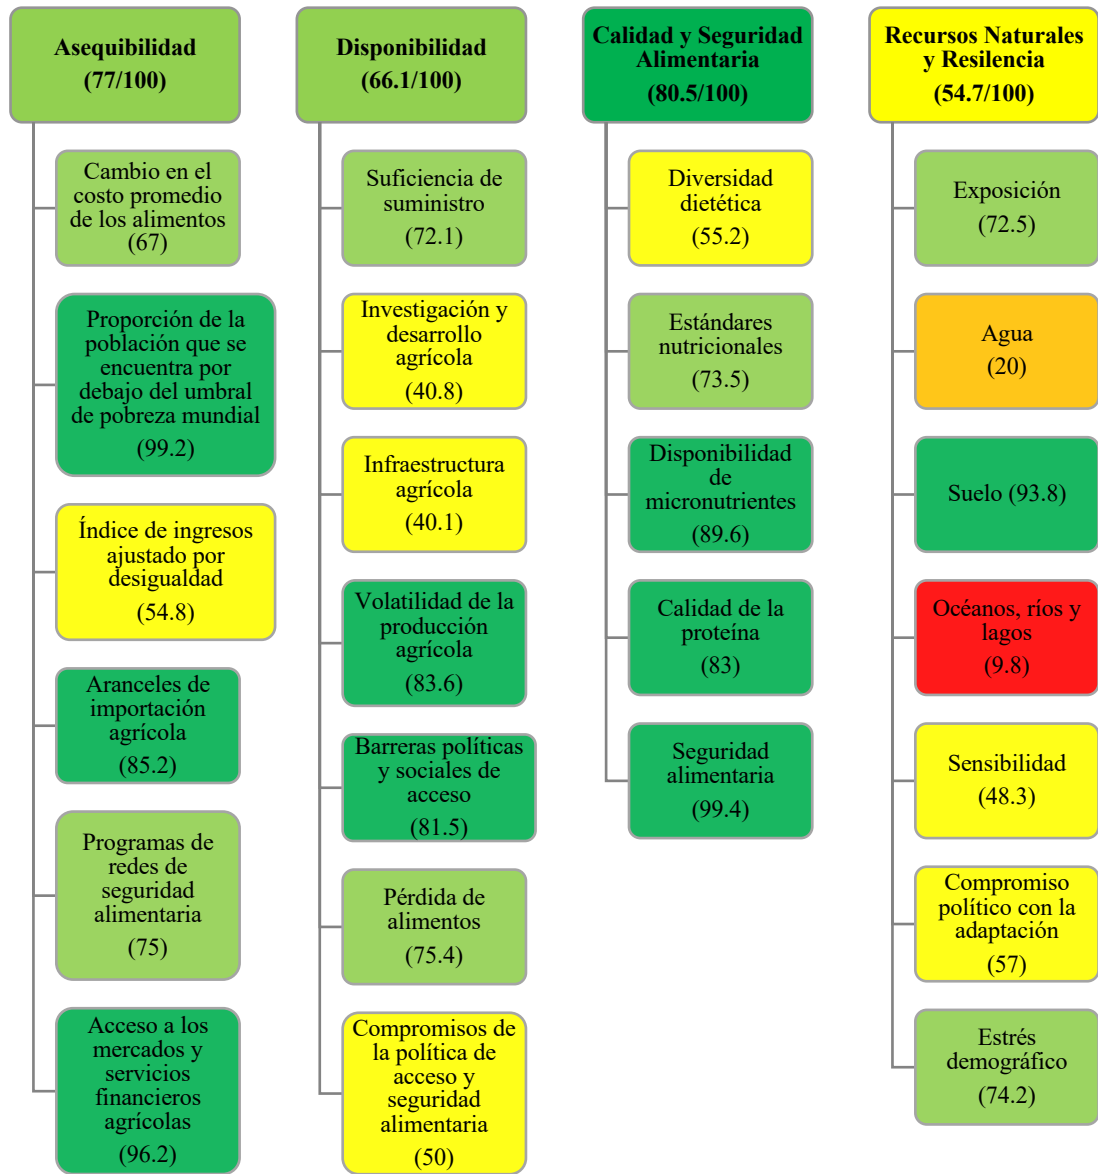 Asequibilidad
(77/100)
Cambio en el
costo promedio
de los alimentos
(67)
Proporción de la
población que se
encuentra por
debajo del umbral
de pobreza mundial
(99.2)
Índice de ingresos
ajustado por
desigualdad
(54.8)
Aranceles de
importación
agrícola
(85.2)
Programas de
redes de
seguridad
alimentaria
(75)
Acceso a los
mercados y
servicios
financieros
agrícolas
(96.2)
Disponibilidad
(66.1/100)
Suficiencia de
suministro
(72.1)
Investigación y
desarrollo
agrícola
(40.8)
Infraestructura
agrícola
(40.1)
Volatilidad de la
producción
agrícola
(83.6)
Barreras políticas
y sociales de
acceso
(81.5)
Pérdida de
alimentos
(75.4)
Compromisos de
la política de
acceso y
seguridad
alimentaria
(50)
Calidad y Seguridad
Alimentaria
(80.5/100)
Diversidad
dietética
(55.2)
Estándares
nutricionales
(73.5)
Disponibilidad
de
micronutrientes
(89.6)
Calidad de la
proteína
(83)
Seguridad
alimentaria
(99.4)
Recursos Naturales
y Resilencia
(54.7/100)
Exposición
(72.5)
Agua
(20)
Suelo (93.8)
Océanos, ríos y
lagos
(9.8)
Sensibilidad
(48.3)
Compromiso
político con la
adaptación
(57)
Estrés
demográfico
(74.2)